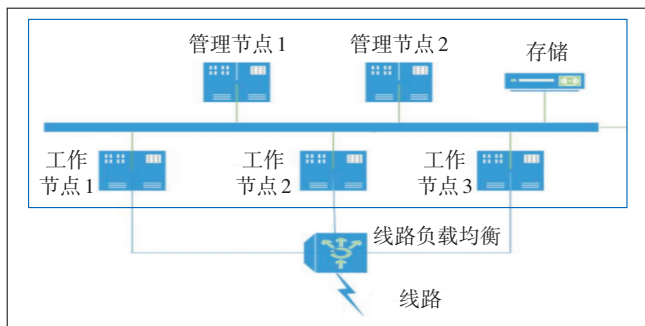 管理节点1
管理节点2
存储
工作
节点1
工作
节点2
工作
节点3
线路负载均衡
线路